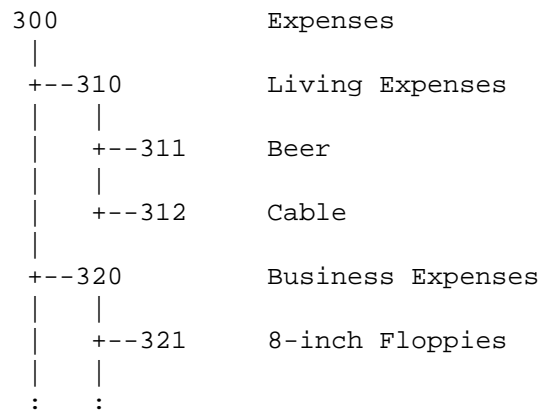 300 Expenses
|
+--310 Living Expenses
| |
| +--311 Beer
| |
| +--312 Cable
|
+--320 Business Expenses
| |
| +--321 8-inch Floppies
| |
: :